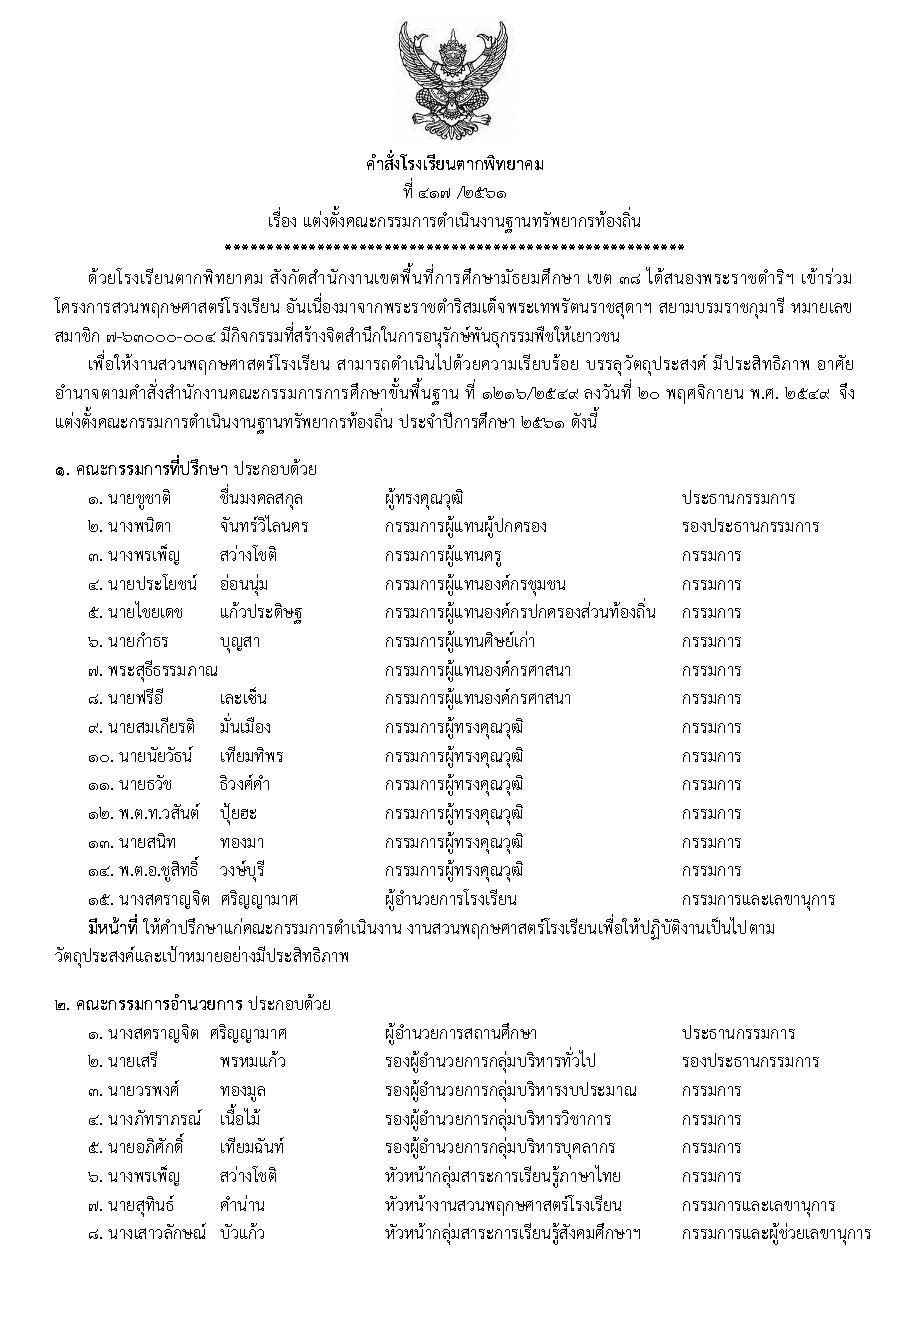 คำสั่งโรงเรียนตากพิทยาคม
ที่ ๔๑๗ /๒๕๖๑
เรื่อง แต่งตั้งคณะกรรมการดำเนินงานฐานทรัพยากรท้องถิ่น
*******************************************************
ด้วยโรงเรียนตากพิทยาคม สังกัดสำนักงานเขตพื้นที่การศึกษามัธยมศึกษา เขต ๓๘ ได้สนองพระราชดำริฯ เข้าร่วม
โครงการสวนพฤกษศาสตร์โรงเรียน อันเนื่องมาจากพระราชดำริสมเด็จพระเทพรัตนราชสุดาฯ สยามบรมราชกุมารี หมายเลข
สมาชิก ๗-๖๓๐๐๐-๐๐๔ มีกิจกรรมที่สร้างจิตสำนึกในการอนุรักษ์พันธุกรรมพืชให้เยาวชน
เพื่อให้งานสวนพฤกษศาสตร์โรงเรียน สามารถดำเนินไปด้วยความเรียบร้อย บรรลุวัตถุประสงค์ มีประสิทธิภาพ อาศัย
อำนาจตามคำสั่งสำนักงานคณะกรรมการการศึกษาขั้นพื้นฐาน ที่ ๑๒๑๖/๒๕๔๙ ลงวันที่ ๒๐ พฤศจิกายน พ.ศ. ๒๕๔๙ จึง
แต่งตั้งคณะกรรมการดำเนินงานฐานทรัพยากรท้องถิ่น ประจำปีการศึกษา ๒๕๖๑ ดังนี้
๑. คณะกรรมการที่ปรึกษา ประกอบด้วย
๑. นายชูชาติ ชื่นมงคลสกุล ผู้ทรงคุณวุฒิ ประธานกรรมการ
๒. นางพนิดา จันทร์วิไลนคร กรรมการผู้แทนผู้ปกครอง รองประธานกรรมการ
๓. นางพรเพ็ญ สว่างโชติ กรรมการผู้แทนครู กรรมการ
๔. นายประโยชน์ อ่อนนุ่ม กรรมการผู้แทนองค์กรชุมชน กรรมการ
๕. นายไชยเดช แก้วประดิษฐ กรรมการผู้แทนองค์กรปกครองส่วนท้องถิ่น กรรมการ
๖. นายกำธร บุญสา กรรมการผู้แทนศิษย์เก่า กรรมการ
๗. พระสุธีธรรมภาณ กรรมการผู้แทนองค์กรศาสนา กรรมการ
๘. นายฟรีอี เละเซ็น กรรมการผู้แทนองค์กรศาสนา กรรมการ
๙. นายสมเกียรติ มั่นเมือง กรรมการผู้ทรงคุณวุฒิ กรรมการ
๑๐. นายนัยวัธน์ เทียมทิพร กรรมการผู้ทรงคุณวุฒิ กรรมการ
๑๑. นายธวัช ธิวงศ์คำ กรรมการผู้ทรงคุณวุฒิ กรรมการ
๑๒. พ.ต.ท.วสันต์ ปุ้ยฮะ กรรมการผู้ทรงคุณวุฒิ กรรมการ
๑๓. นายสนิท ทองมา กรรมการผู้ทรงคุณวุฒิ กรรมการ
๑๔. พ.ต.อ.ชูสิทธิ์ วงษ์บุรี กรรมการผู้ทรงคุณวุฒิ กรรมการ
๑๕. นางสคราญจิต ศริญญามาศ ผู้อำนวยการโรงเรียน กรรมการและเลขานุการ
มีหน้าที่ ให้คำปรึกษาแก่คณะกรรมการดำเนินงาน งานสวนพฤกษศาสตร์โรงเรียนเพื่อให้ปฏิบัติงานเป็นไปตาม
วัตถุประสงค์และเป้าหมายอย่างมีประสิทธิภาพ
๒. คณะกรรมการอำนวยการ ประกอบด้วย
๑. นางสคราญจิต ศริญญามาศ ผู้อำนวยการสถานศึกษา ประธานกรรมการ
๒. นายเสรี พรหมแก้ว รองผู้อำนวยการกลุ่มบริหารทั่วไป รองประธานกรรมการ
๓. นายวรพงศ์ ทองมูล รองผู้อำนวยการกลุ่มบริหารงบประมาณ กรรมการ
๔. นางภัทราภรณ์ เนื้อไม้ รองผู้อำนวยการกลุ่มบริหารวิชาการ กรรมการ
๕. นายอภิศักดิ์ เทียมฉันท์ รองผู้อำนวยการกลุ่มบริหารบุคลากร กรรมการ
๖. นางพรเพ็ญ สว่างโชติ หัวหน้ากลุ่มสาระการเรียนรู้ภาษาไทย กรรมการ
๗. นายสุทินธ์ คำน่าน หัวหน้างานสวนพฤกษศาสตร์โรงเรียน กรรมการและเลขานุการ
๘. นางเสาวลักษณ์ บัวแก้ว หัวหน้ากลุ่มสาระการเรียนรู้สังคมศึกษาฯ กรรมการและผู้ช่วยเลขานุการ